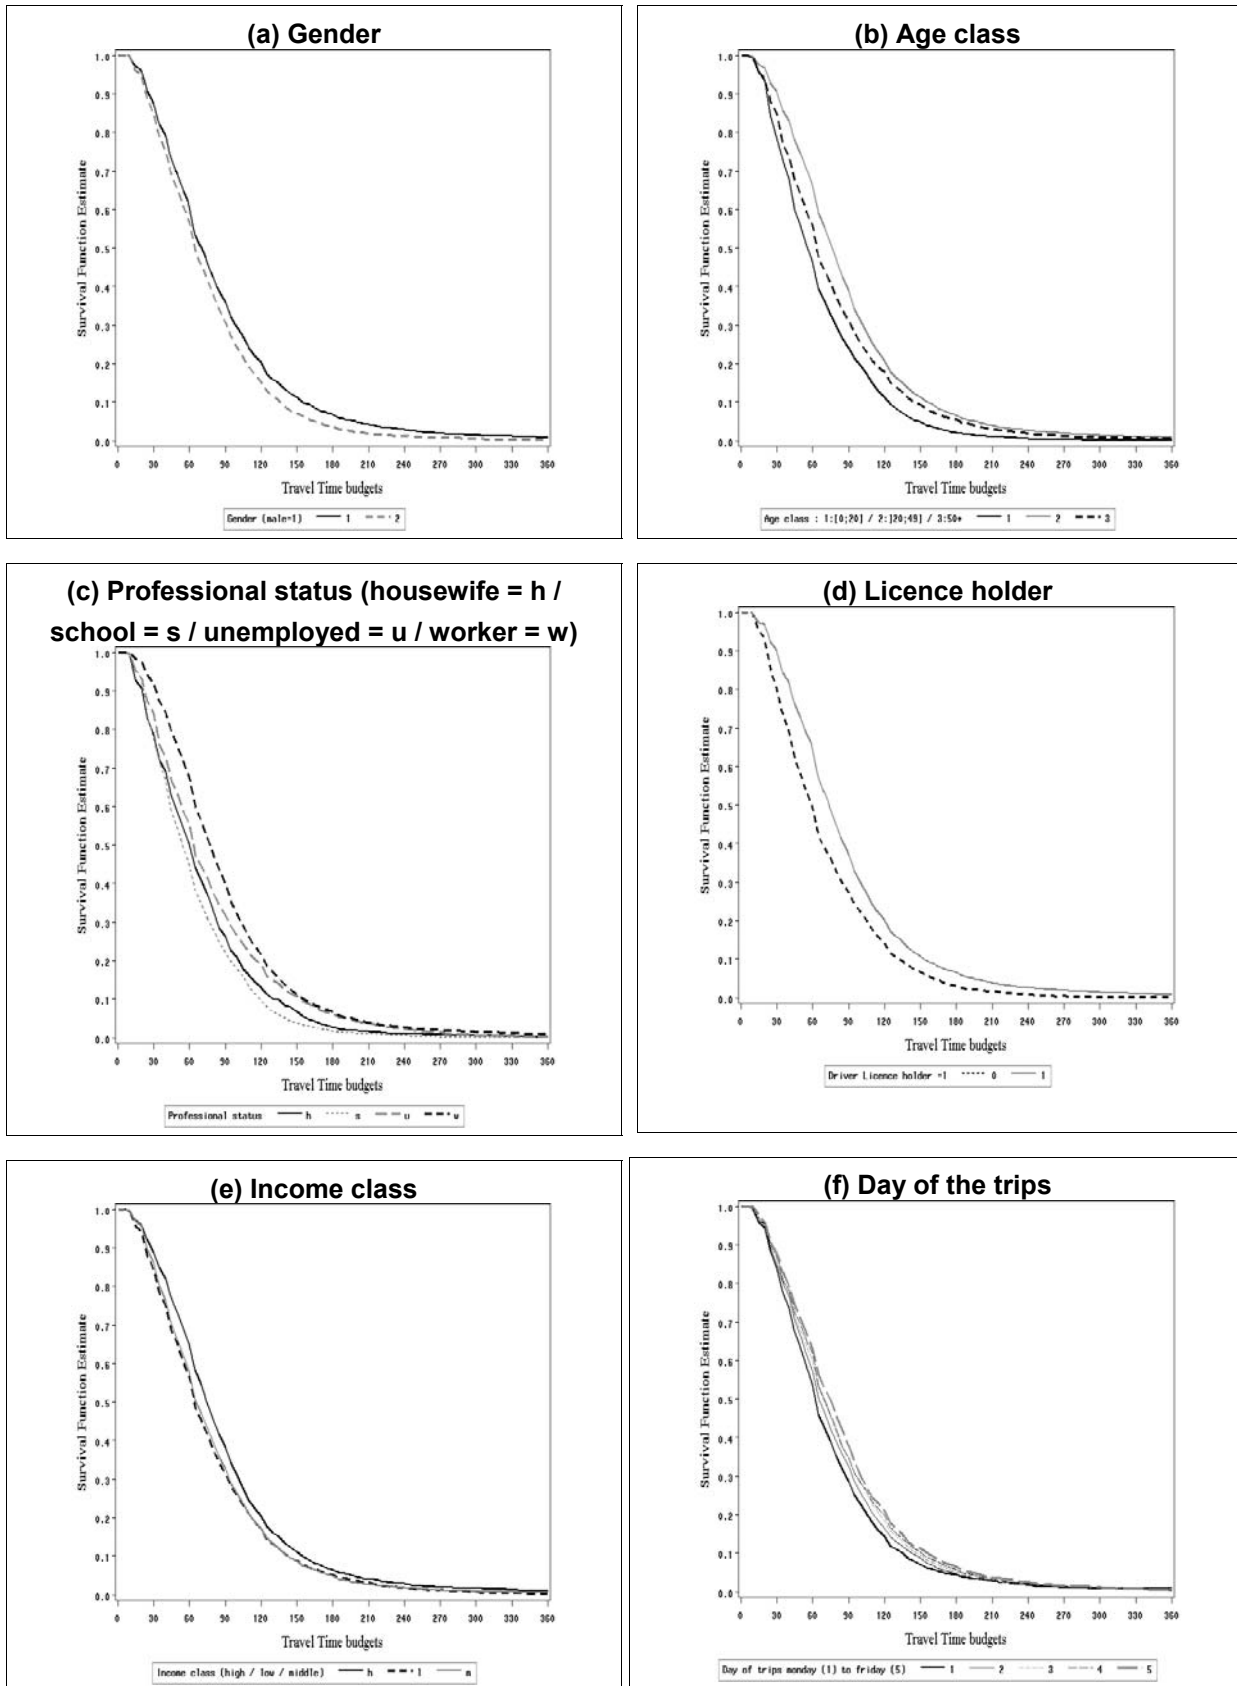 (a) Gender
1.0
0.9
0.8
0.7
0.6
0.5
0.4
0.3
0.2
0.1
0.0
Survival Function Estimate
0 30 60 90 120 150 180 210 240 270 300 330 360
Travel Time budgets
Gender (male=1) 1 2
(b) Age class
1.0
0.9
0.8
0.7
0.6
0.5
0.4
0.3
0.2
0.1
0.0
Survival Function Estimate
0 30 60 90 120 150 180 210 240 270 300 330 360
Travel Time budgets
Age class : 1:[0;20] / 2:]20;49] / 3:50+ 1 2 3
(c) Professional status (housewife = h /
school = s / unemployed = u / worker = w)
1.0
0.9
0.8
0.7
0.6
0.5
0.4
0.3
0.2
0.1
0.0
Survival Function Estimate
0 30 60 90 120 150 180 210 240 270 300 330 360
Travel Time budgets
Professional status h s u w
(d) Licence holder
1.0
0.9
0.8
0.7
0.6
0.5
0.4
0.3
0.2
0.1
0.0
Survival Function Estimate
0 30 60 90 120 150 180 210 240 270 300 330 360
Travel Time budgets
Driver Licence holder =1 0 1
(e) Income class
1.0
0.9
0.8
0.7
0.6
0.5
0.4
0.3
0.2
0.1
0.0
Survival Function Estimate
0 30 60 90 120 150 180 210 240 270 300 330 360
Travel Time budgets
Income class (high / low / middle) h l m
(f) Day of the trips
1.0
0.9
0.8
0.7
0.6
0.5
0.4
0.3
0.2
0.1
0.0
Survival Function Estimate
0 30 60 90 120 150 180 210 240 270 300 330 360
Travel Time budgets
Day of trips monday (1) to friday (5) 1 2 3 4 5